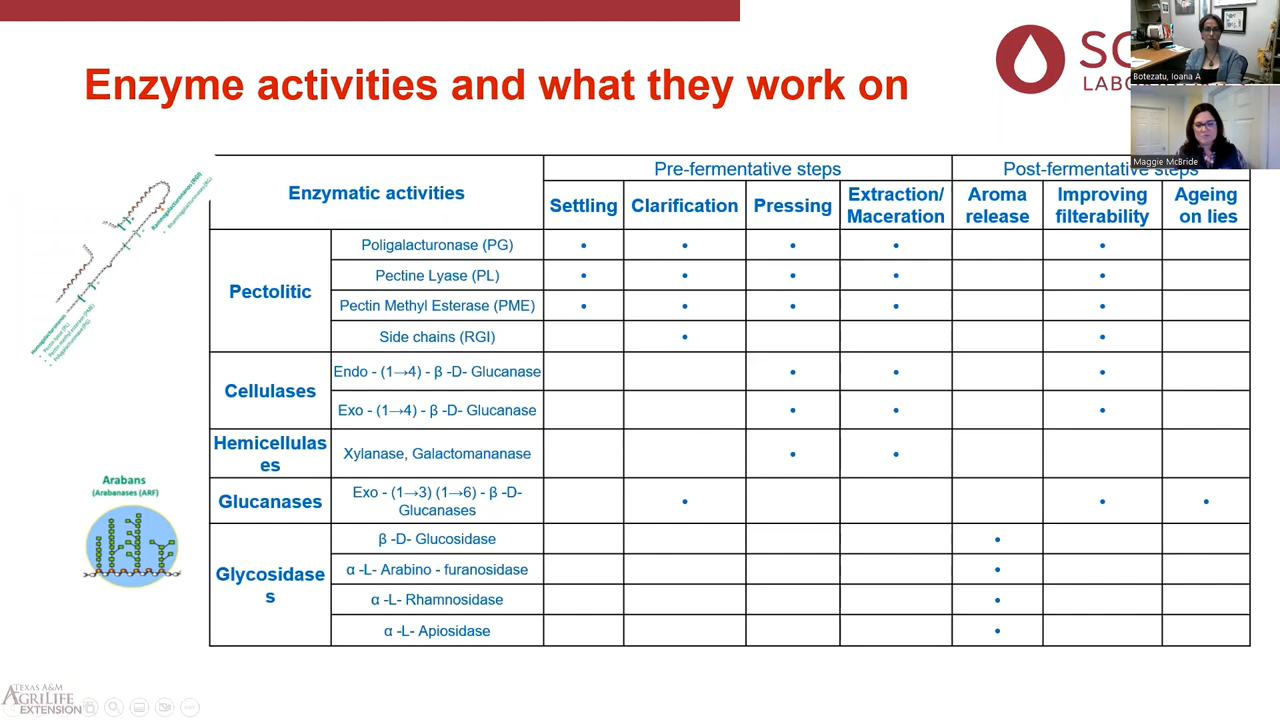 Enzyme activities and what they work on
SC
LABOR
Botezatu, Ioana A
Maggie McBride
Enzymatic activities
Pre-fermentative steps
Post-fermentative steps
Settling
Clarification
Pressing
Extraction/
Maceration
Aroma
release
Improving
filterability
Ageing
on lies
Pectolitic
Poligalacturonase (PG)
• • • • •
Pectine Lyase (PL)
• • • • •
Pectin Methyl Esterase (PME)
• • • • •
Side chains (RGI)
• •
Cellulases
Endo - (1→4) - β -D- Glucanase
• • •
Exo - (1→4) - β -D- Glucanase
• • •
Hemicellulas
es
Xylanase, Galactomananase
• •
Glucanases
Exo - (1→3) (1→6) - β -D-
Glucanases
• • •
Glycosidase
s
β -D- Glucosidase
•
α -L- Arabino - furanosidase
•
α -L- Rhamnosidase
•
α -L- Apiosidase
•
Arabans
(Arabanases (ARF)
TEXAS A&M
AGRILIFE
EXTENSION